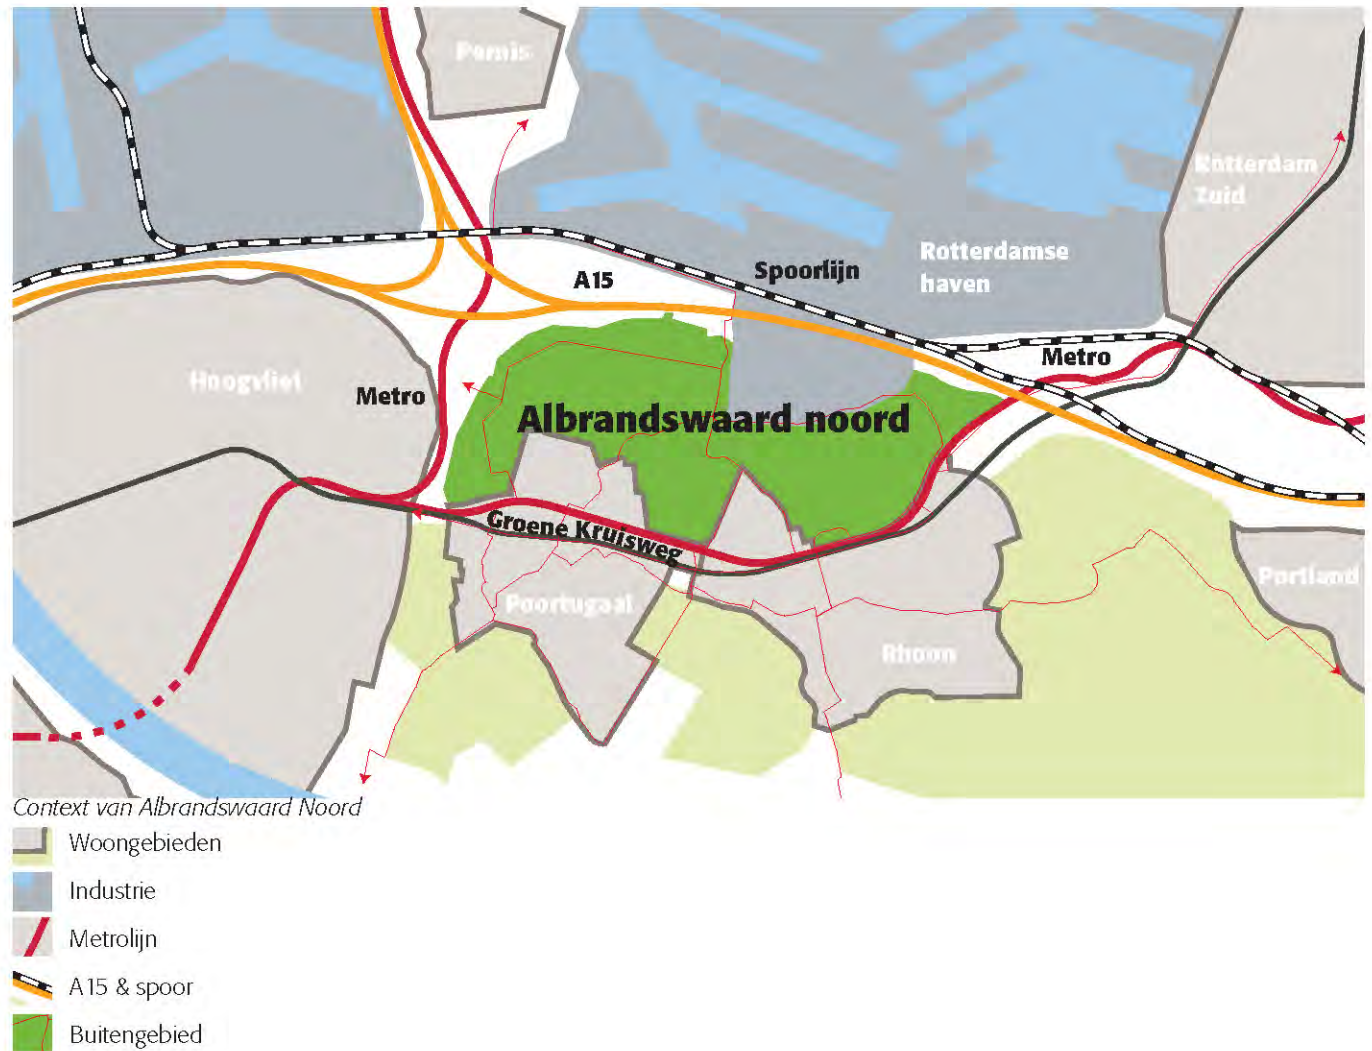 Pernis
Rotterdam
Zuid
Rotterdamse
haven
Spoorlijn
A15
Metro
Hoogvliet
Metro
Albrandswaard noord
Groene Kruisweg
Portland
Poortugaal
Rhoon
Context van Albrandswaard Noord
Woongebieden
Industrie
Metrolijn
A15 & spoor
Buitengebied